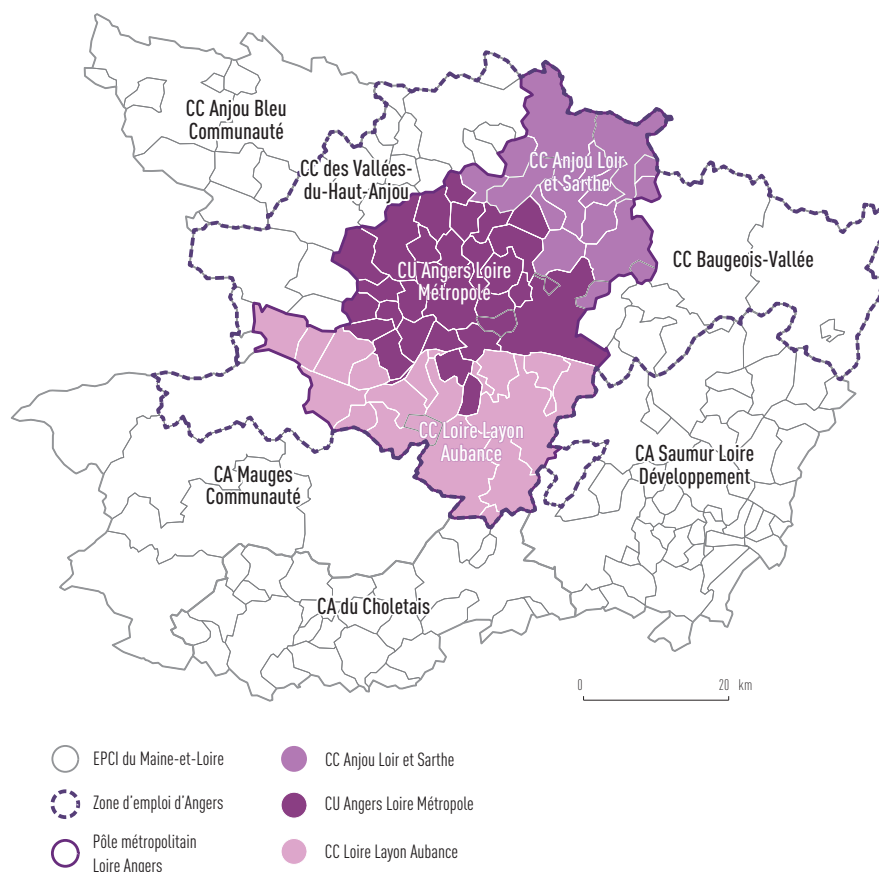 CC Anjou Bleu
Communauté
CC des Vallées-
du-Haut-Anjou
CC Anjou Loir
et Sarthe
CU Angers Loire
Métropole
CC Baugeois-Vallée
CC Loire Layon
Aubance
CA Mauges
Communauté
CA Saumur Loire
Développement
CA du Choletais
0 20 km
EPCI du Maine-et-Loire
Zone d'emploi d'Angers
Pôle métropolitain
Loire Angers
CC Anjou Loir et Sarthe
CU Angers Loire Métropole
CC Loire Layon Aubance